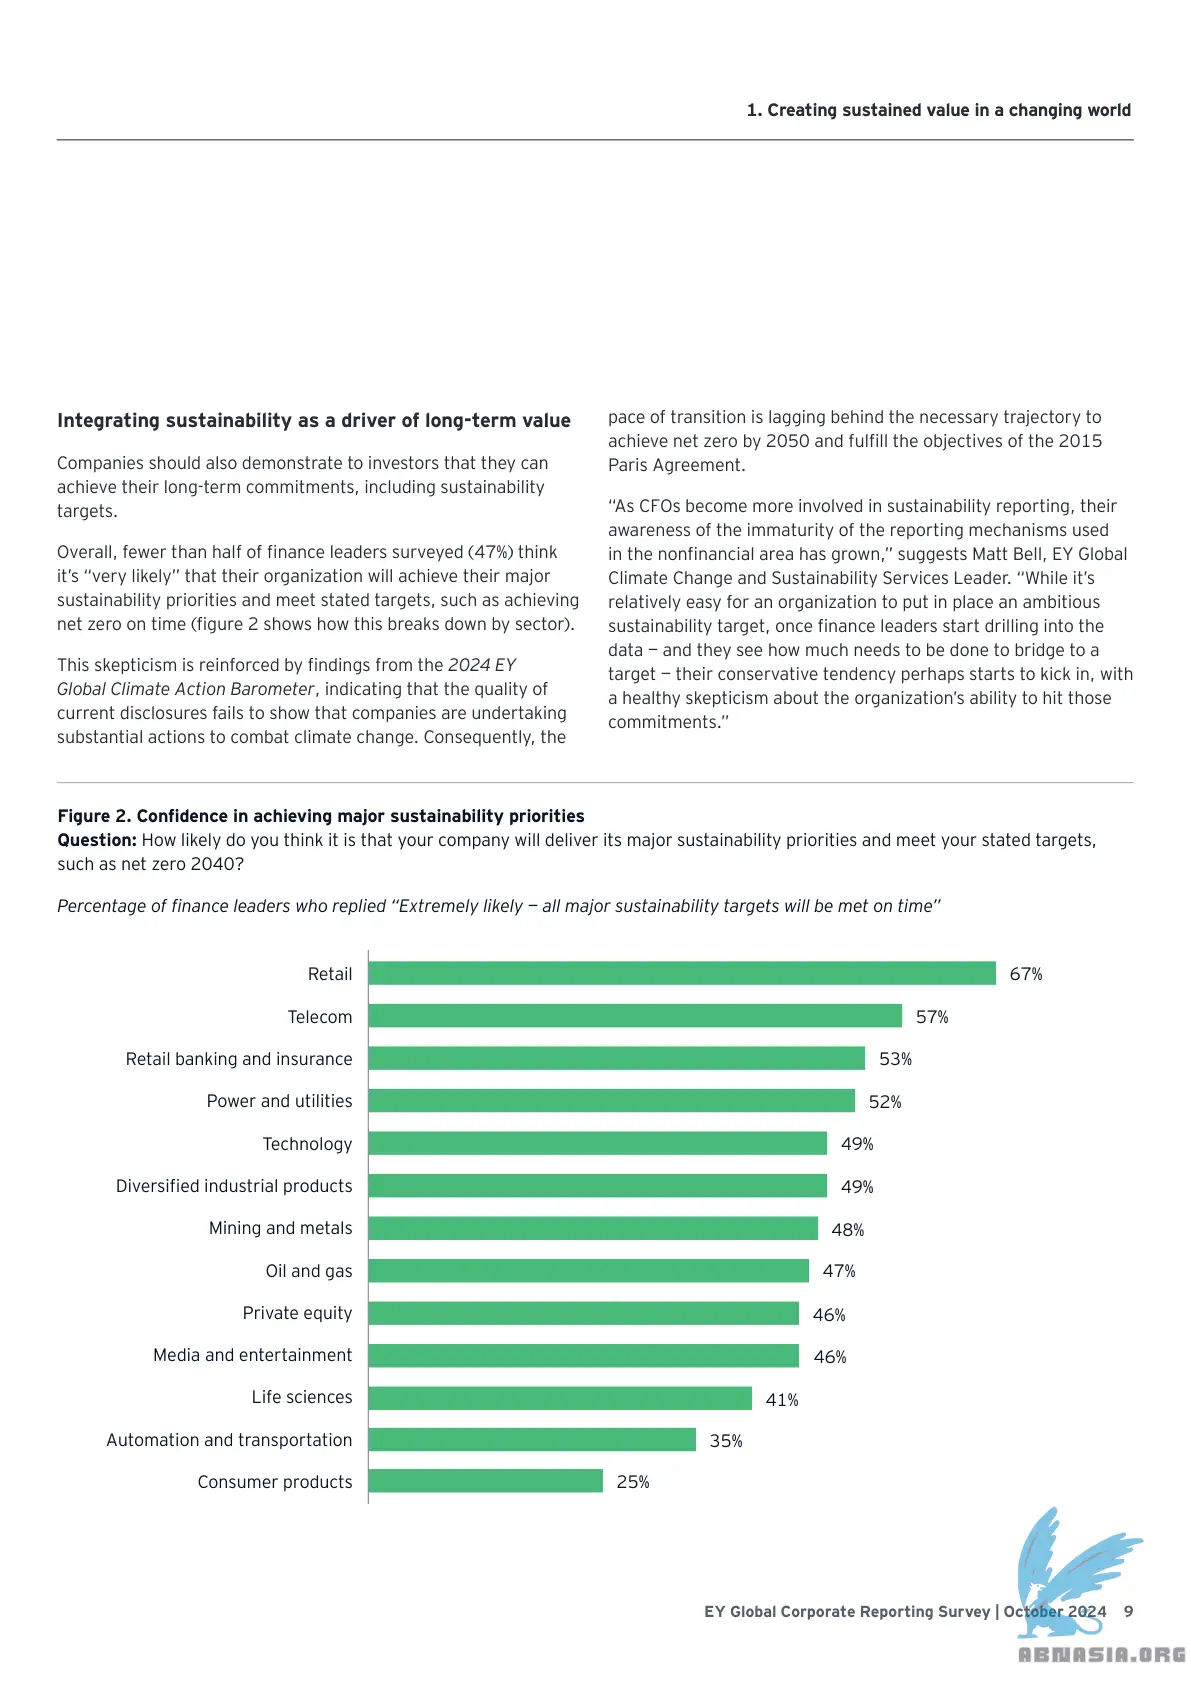 1. Creating sustained value in a changing world
Integrating sustainability as a driver of long-term value
Companies should also demonstrate to investors that they can
achieve their long-term commitments, including sustainability
targets.
Overall, fewer than half of finance leaders surveyed (47%) think
it’s “very likely” that their organization will achieve their major
sustainability priorities and meet stated targets, such as achieving
net zero on time (figure 2 shows how this breaks down by sector).
This skepticism is reinforced by findings from the 2024 EY
Global Climate Action Barometer, indicating that the quality of
current disclosures fails to show that companies are undertaking
substantial actions to combat climate change. Consequently, the
pace of transition is lagging behind the necessary trajectory to
achieve net zero by 2050 and fulfill the objectives of the 2015
Paris Agreement.
“As CFOs become more involved in sustainability reporting, their
awareness of the immaturity of the reporting mechanisms used
in the nonfinancial area has grown,” suggests Matt Bell, EY Global
Climate Change and Sustainability Services Leader. “While it’s
relatively easy for an organization to put in place an ambitious
sustainability target, once finance leaders start drilling into the
data — and they see how much needs to be done to bridge to a
target — their conservative tendency perhaps starts to kick in, with
a healthy skepticism about the organization’s ability to hit those
commitments.”
Figure 2. Confidence in achieving major sustainability priorities
Question: How likely do you think it is that your company will deliver its major sustainability priorities and meet your stated targets,
such as net zero 2040?
Percentage of finance leaders who replied “Extremely likely — all major sustainability targets will be met on time”
Retail 67%
Telecom 57%
Retail banking and insurance 53%
Power and utilities 52%
Technology 49%
Diversified industrial products 49%
Mining and metals 48%
Oil and gas 47%
Private equity 46%
Media and entertainment 46%
Life sciences 41%
Automation and transportation 35%
Consumer products 25%
EY Global Corporate Reporting Survey | October 2024 9
ABNASIA.ORG